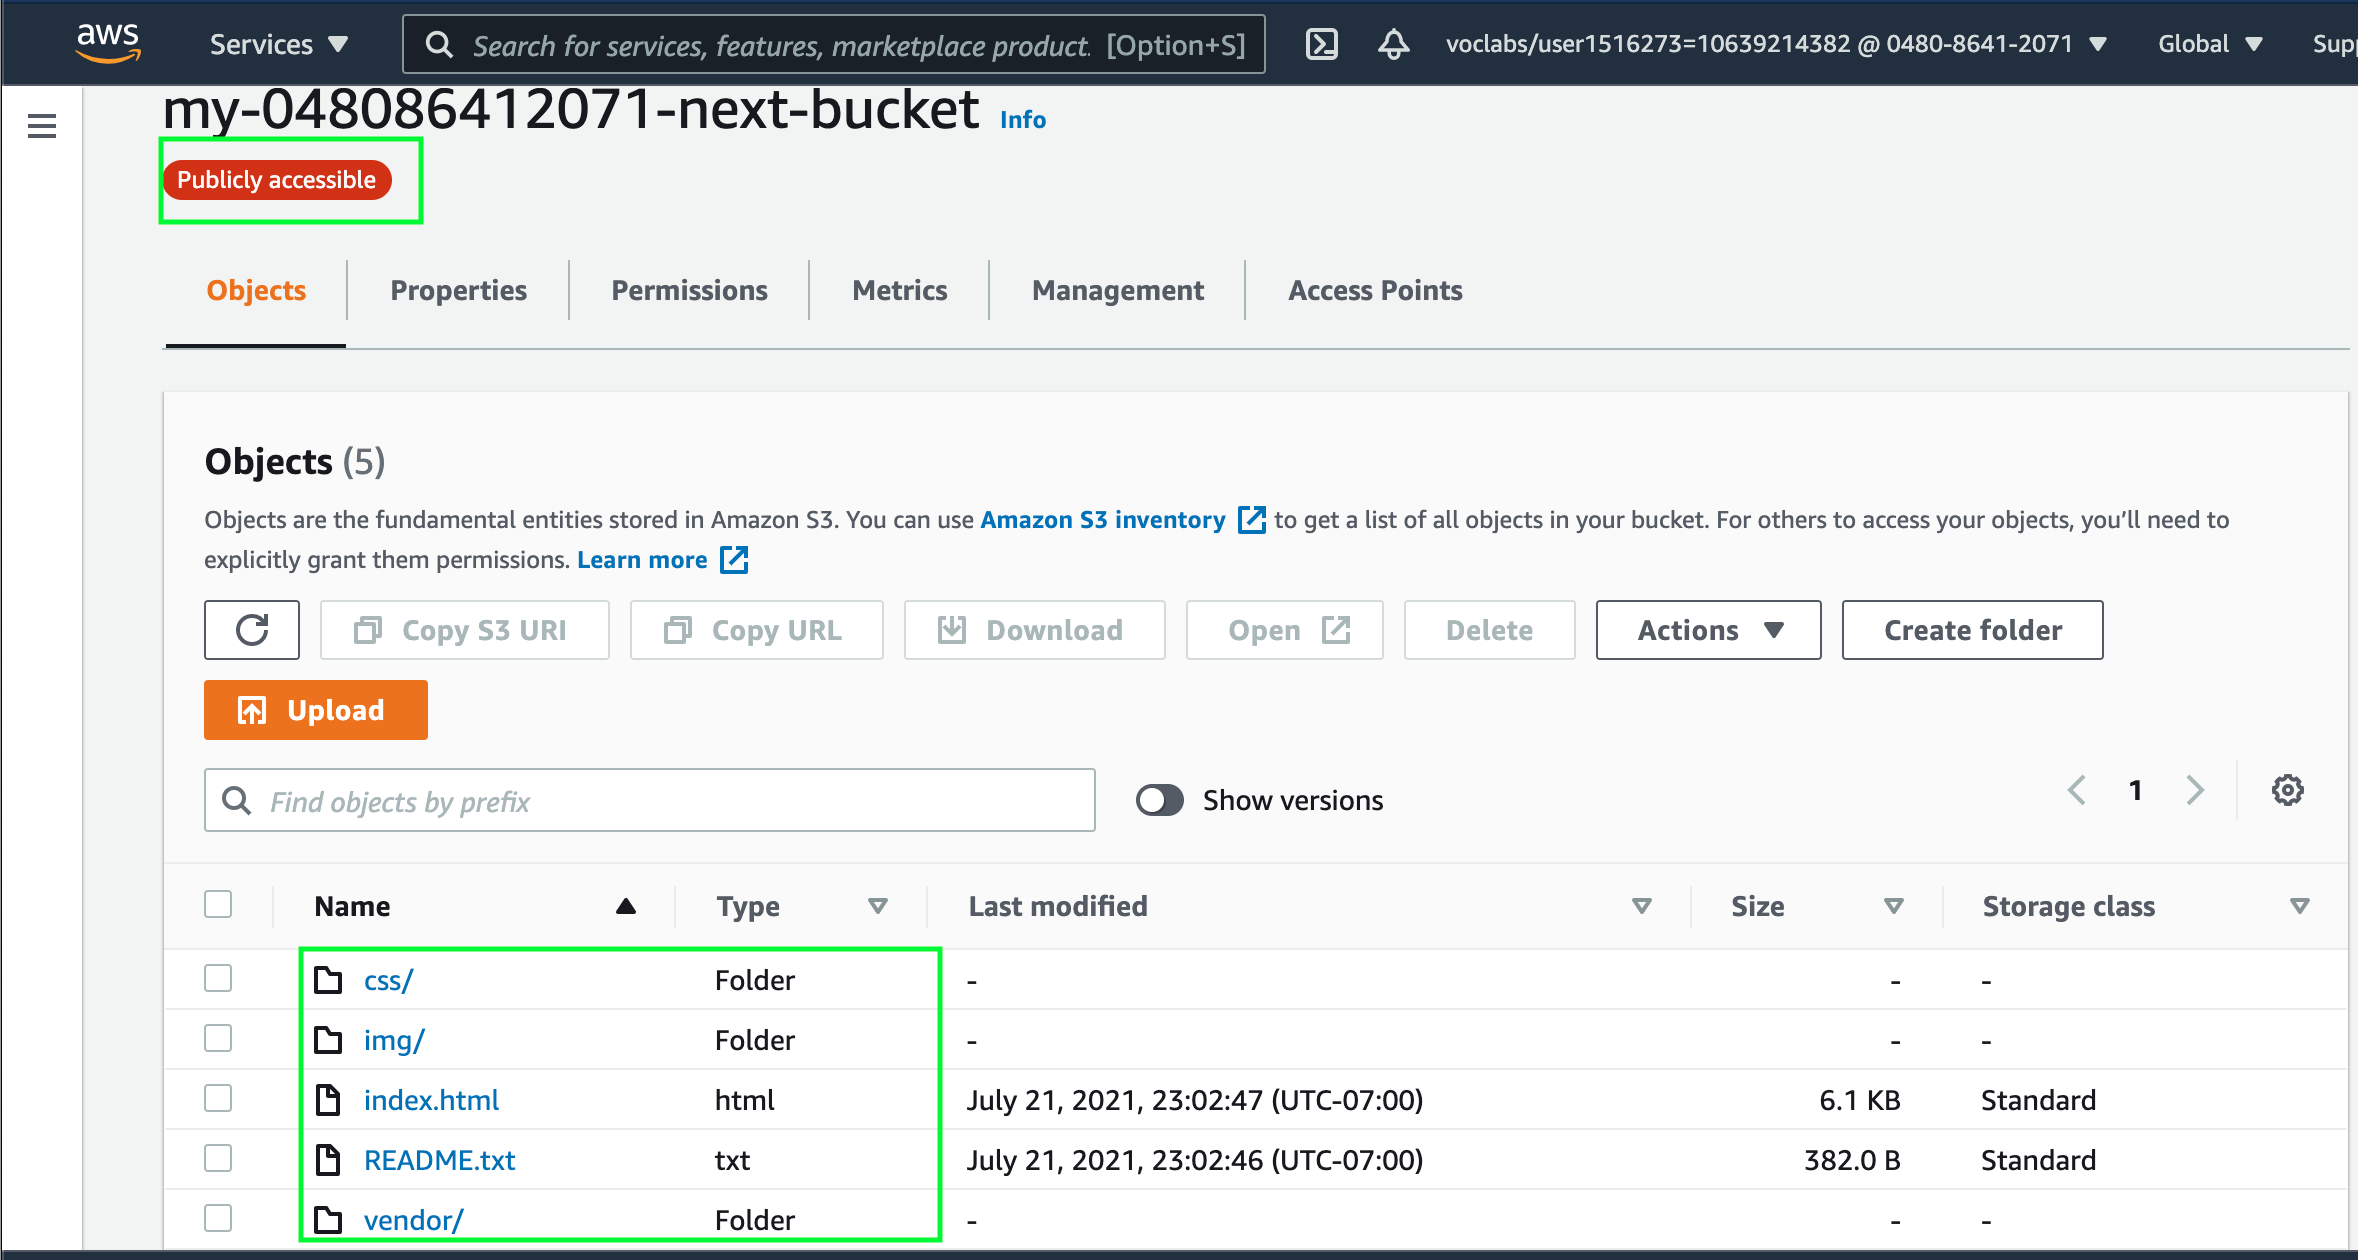 aws Services Search for services, features, marketplace product. [Option+S] voclabs/user1516273=10639214382 @ 0480-8641-2071 Global
my-048086412071-next-bucket Info
Publicly accessible
Objects Properties Permissions Metrics Management Access Points
Objects (5)
Objects are the fundamental entities stored in Amazon S3. You can use Amazon S3 inventory to get a list of all objects in your bucket. For others to access your objects, you'll need to
explicitly grant them permissions. Learn more
Copy S3 URI Copy URL Download Open Delete Actions Create folder
Upload
Find objects by prefix Show versions 1
Name Type Last modified Size Storage class
css/ Folder - - -
img/ Folder - - -
index.html html July 21, 2021, 23:02:47 (UTC-07:00) 6.1 KB Standard
README.txt txt July 21, 2021, 23:02:46 (UTC-07:00) 382.0 B Standard
vendor/ Folder - - -